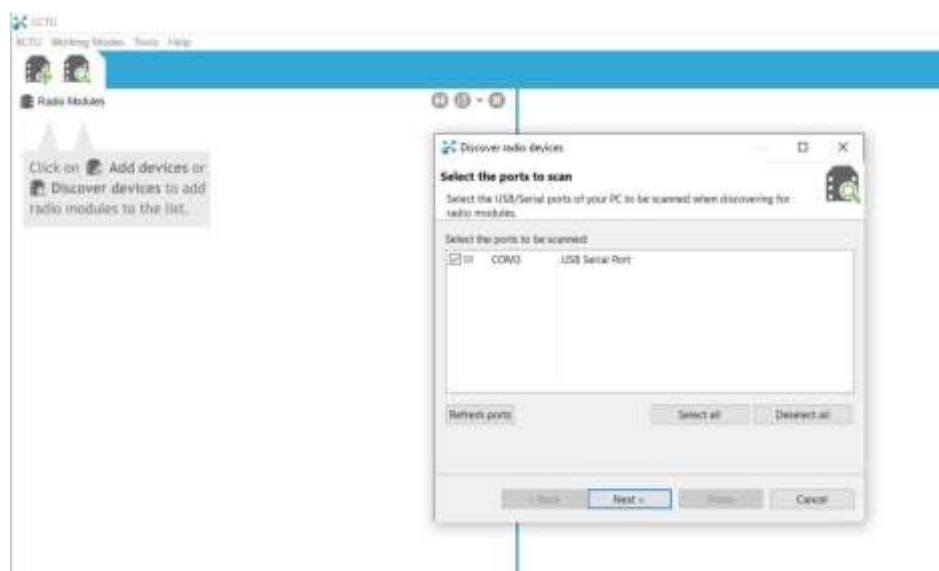 XCTU
XCTU Working Modes Tools Help
Radio Modules
Click on Add devices or
Discover devices to add
radio modules to the list.
Discover radio devices
Select the ports to scan
Select the USB/Serial ports of your PC to be scanned when discovering for
radio modules.
Select the ports to be scanned:
COM3 USB Serial Port
Refresh ports
Select all
Deselect all
< Back
Next >
Cancel